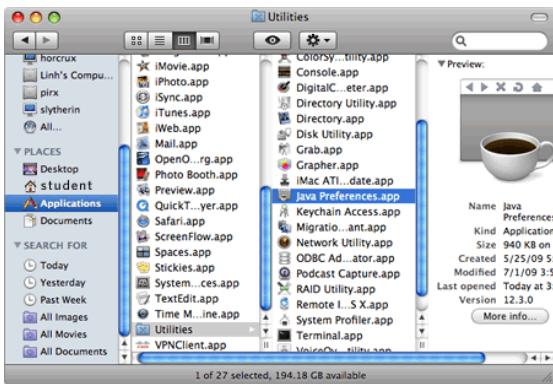 Utilities
horcrux
Linh's Compu...
pirx
slytherin
All...
▼ PLACES
Desktop
student
Applications
Documents
▼ SEARCH FOR
Today
Yesterday
Past Week
All Images
All Movies
All Documents
iMovie.app
iPhoto.app
iSync.app
iTunes.app
iWeb.app
Mail.app
OpenO...rg.app
Photo Booth.app
Preview.app
QuickT...yer.app
Safari.app
ScreenFlow.app
Spaces.app
Stickies.app
System...ces.app
TextEdit.app
Time M...ine.app
Utilities
VPNClient.app
ColorSy...tility.app
Console.app
DigitalC...eter.app
Directory Utility.app
Directory.app
Disk Utility.app
Grab.app
Grapher.app
iMac ATI...date.app
Java Preferences.app
Keychain Access.app
Migratio...ant.app
Network Utility.app
ODBC Ad...ator.app
Podcast Capture.app
RAID Utility.app
Remote I...S X.app
System Profiler.app
Terminal.app
VoiceOv...tility.app
▼ Preview:
Name Java
Preference:
Kind Application
Size 940 KB on
Created 5/25/09 5:
Modified 7/1/09 3:5
Last opened Today at 3:
Version 12.3.0
More info...
1 of 27 selected, 194.18 GB available